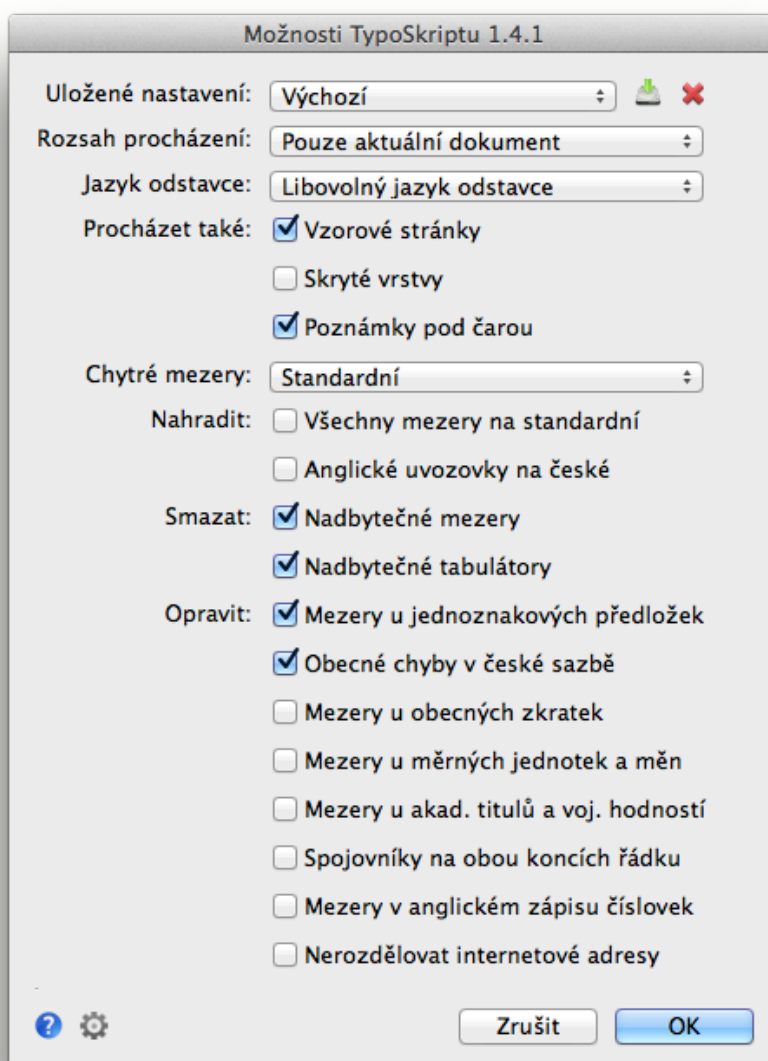 Možnosti TypoSkriptu 1.4.1
Uložené nastavení: Výchozí
Rozsah procházení: Pouze aktuální dokument
Jazyk odstavce: Libovolný jazyk odstavce
Procházet také: Vzorové stránky
Skryté vrstvy
Poznámky pod čarou
Chytré mezery: Standardní
Nahradit: Všechny mezery na standardní
Anglické uvozovky na české
Smazat: Nadbytečné mezery
Nadbytečné tabulátory
Opravit: Mezery u jednoznakových předložek
Obecné chyby v české sazbě
Mezery u obecných zkratek
Mezery u měrných jednotek a měn
Mezery u akad. titulů a voj. hodností
Spojovníky na obou koncích řádku
Mezery v anglickém zápisu číslovek
Nerozdělovat internetové adresy
? Zrušit OK